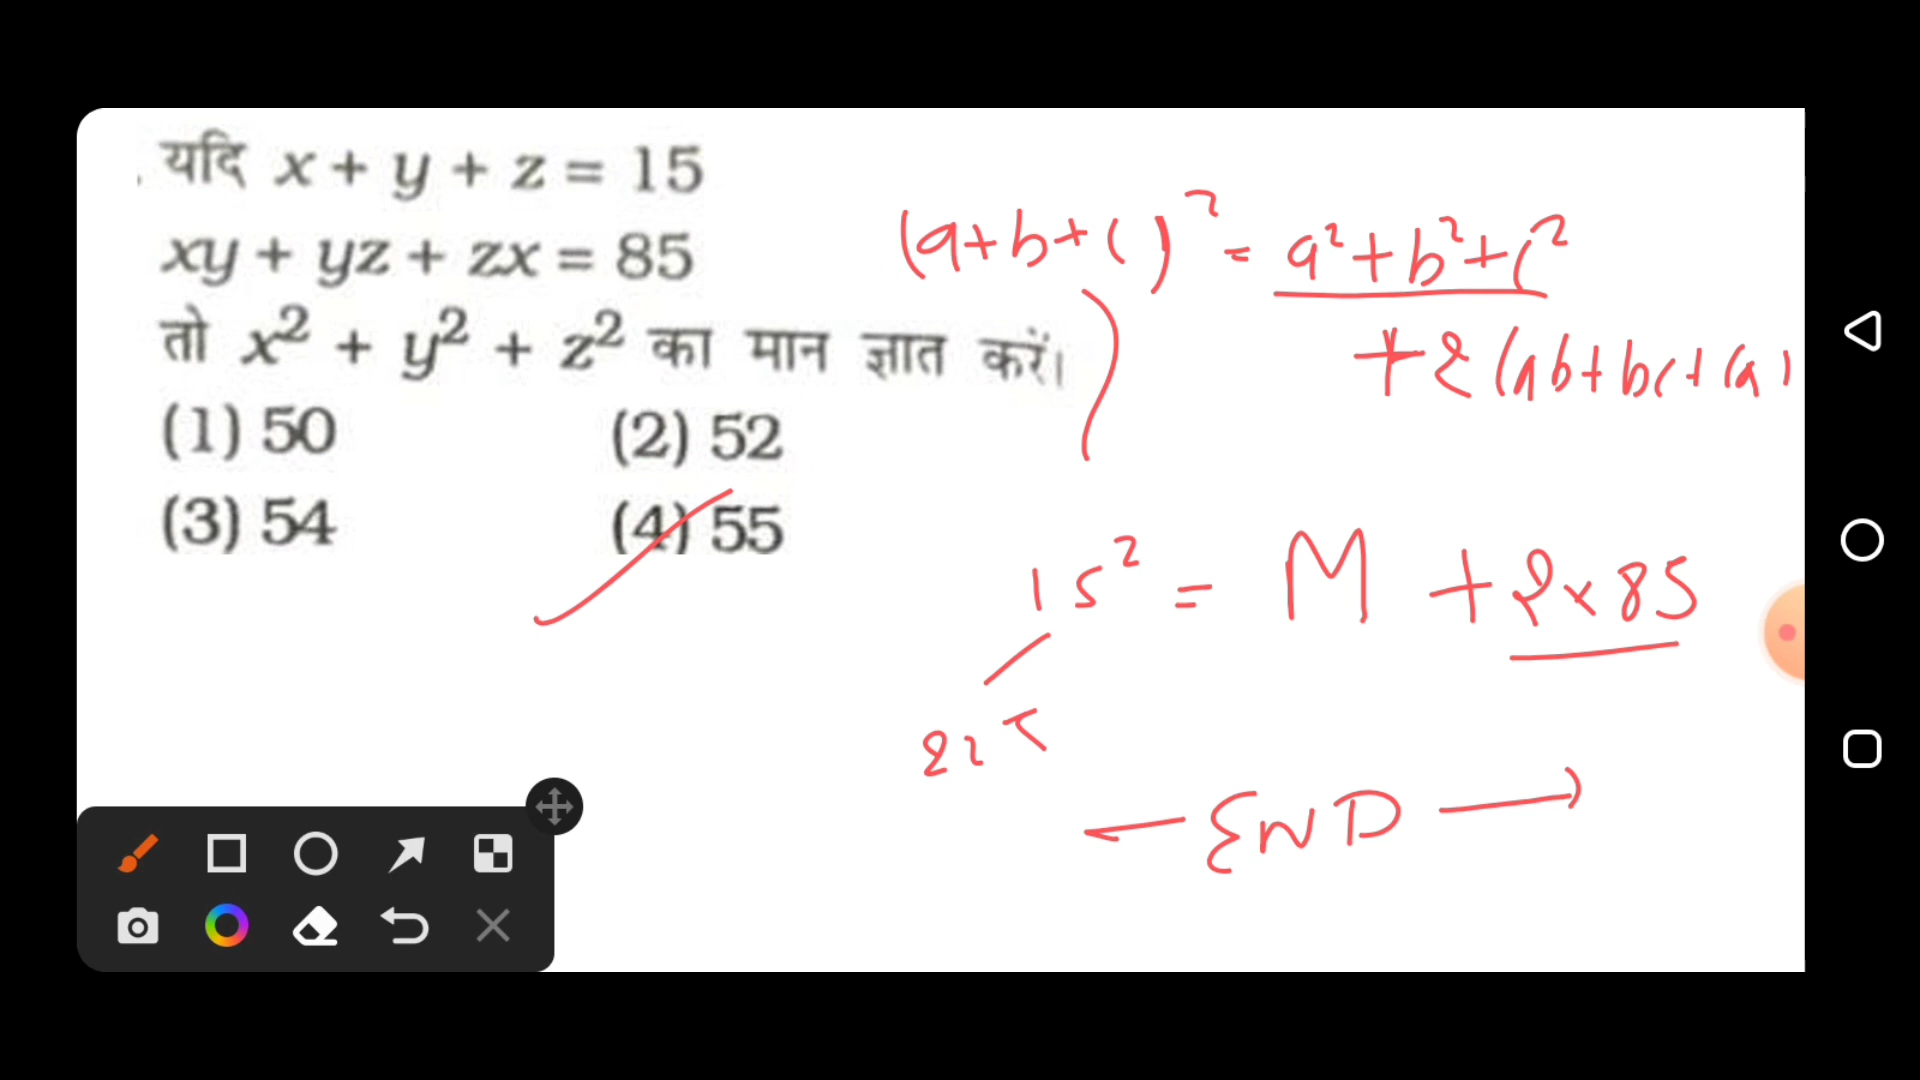 यदि x + y + z = 15
xy + yz + zx = 85
तो x² + y² + z² का मान ज्ञात करें।
(1) 50 (2) 52
(3) 54 (4) 55
(a+b+c)² = a²+b²+c²
+2(ab+bc+ca)
15² = M + 2×85
225
END